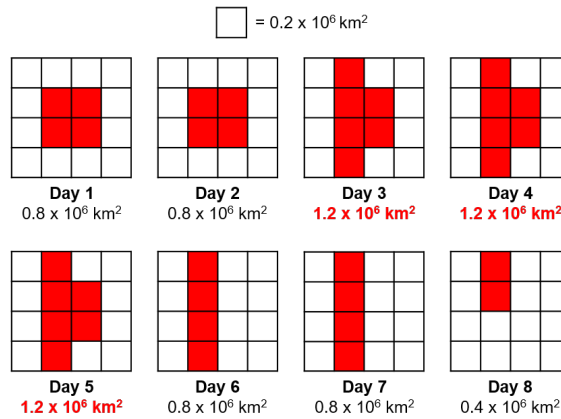 = 0.2 x 10⁶ km²
Day 1 Day 2 Day 3 Day 4
0.8 x 10⁶ km² 0.8 x 10⁶ km² 1.2 x 10⁶ km² 1.2 x 10⁶ km²
Day 5 Day 6 Day 7 Day 8
1.2 x 10⁶ km² 0.8 x 10⁶ km² 0.8 x 10⁶ km² 0.4 x 10⁶ km²